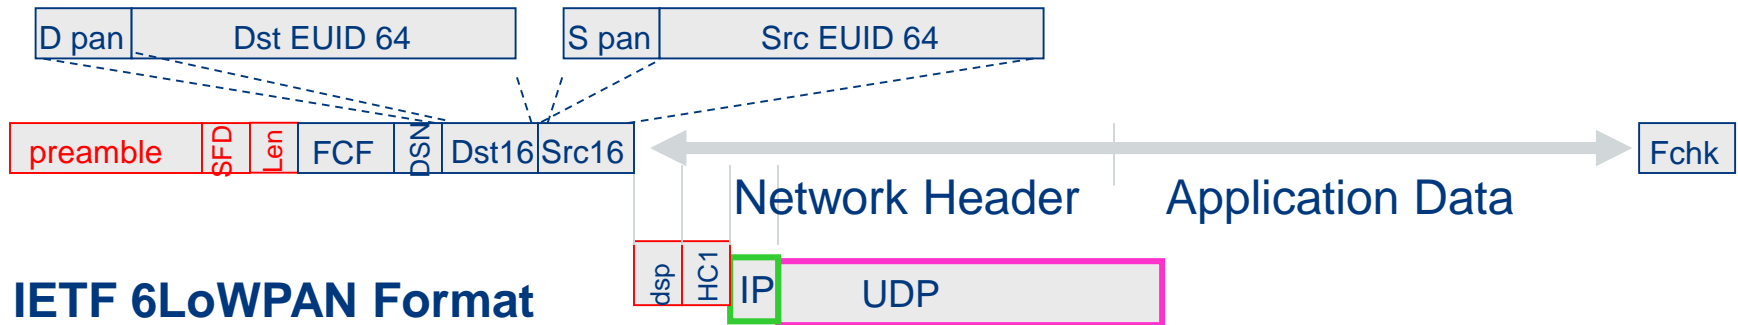 D pan Dst EUID 64 S pan Src EUID 64
preamble SFD Len FCF DSN Dst16 Src16 Fchk
Network Header Application Data
dsp HC1 IP UDP
IETF 6LoWPAN Format